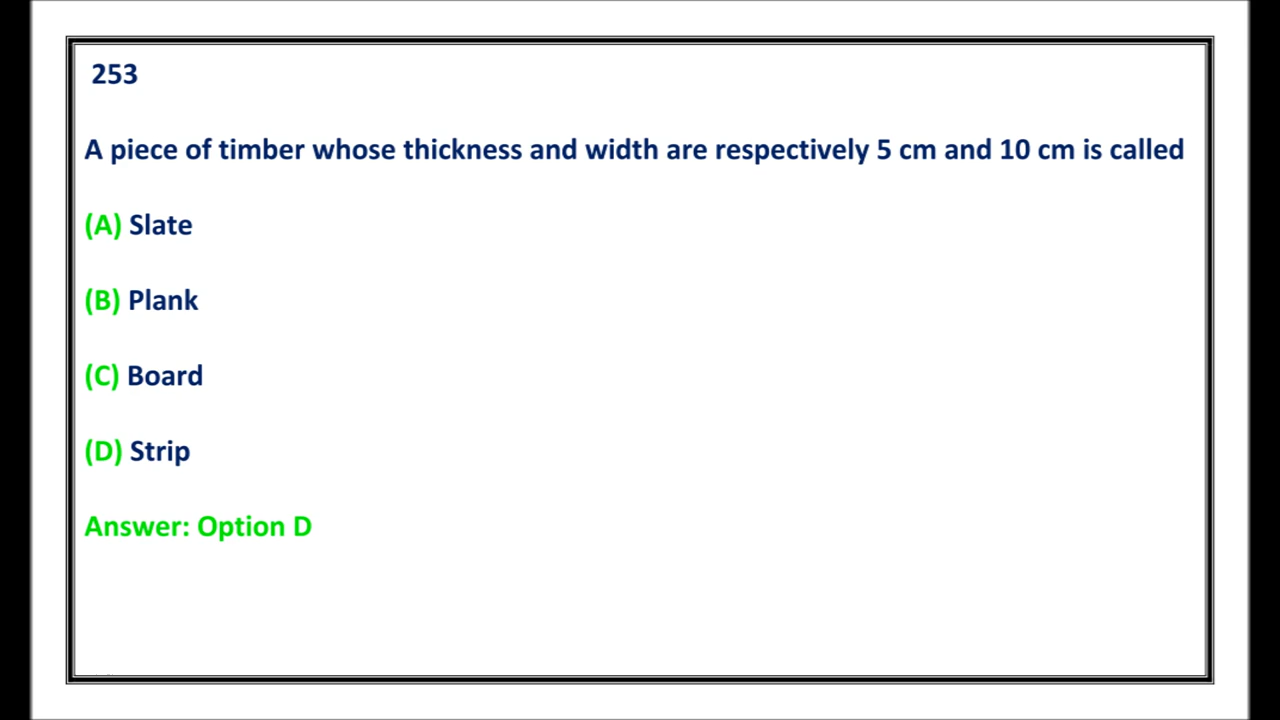 253
A piece of timber whose thickness and width are respectively 5 cm and 10 cm is called
(A) Slate
(B) Plank
(C) Board
(D) Strip
Answer: Option D